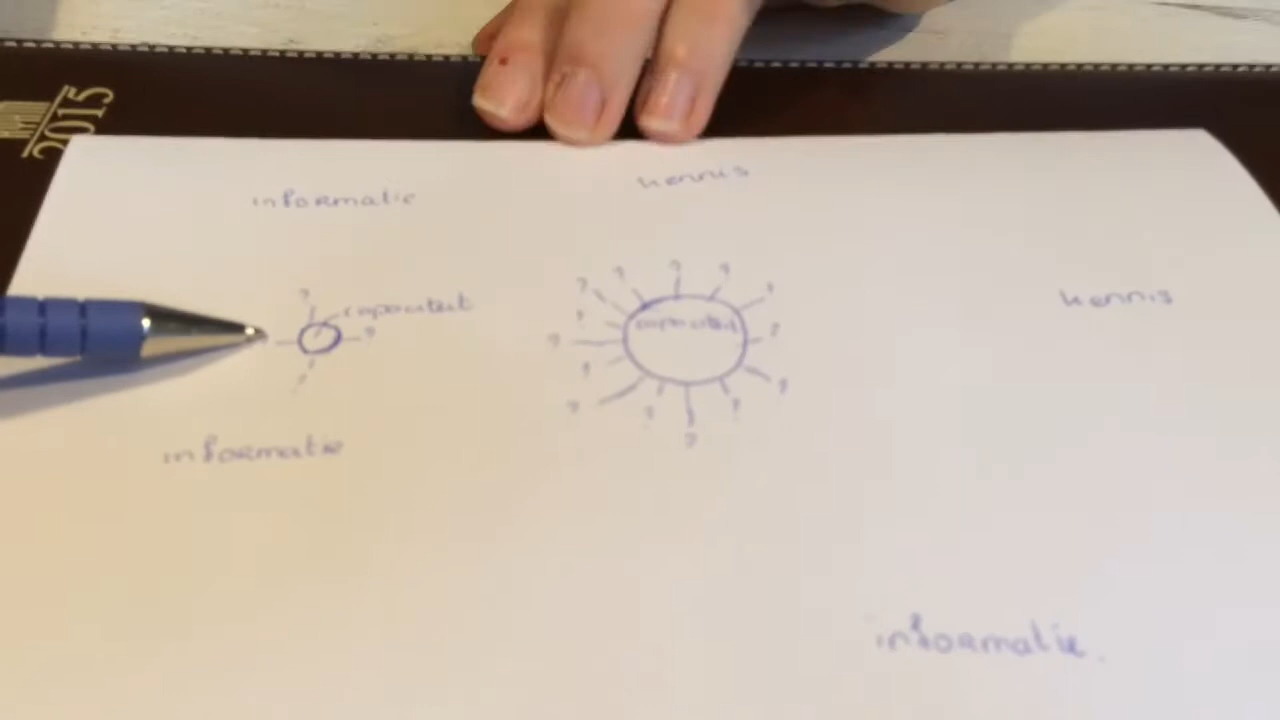 2015
informatie
kennis
? ? ? ? ?
? capaciteit
kennis
? capaciteit ?
? ?
?
? ?
? ? ? ?
?
informatie
informatie.